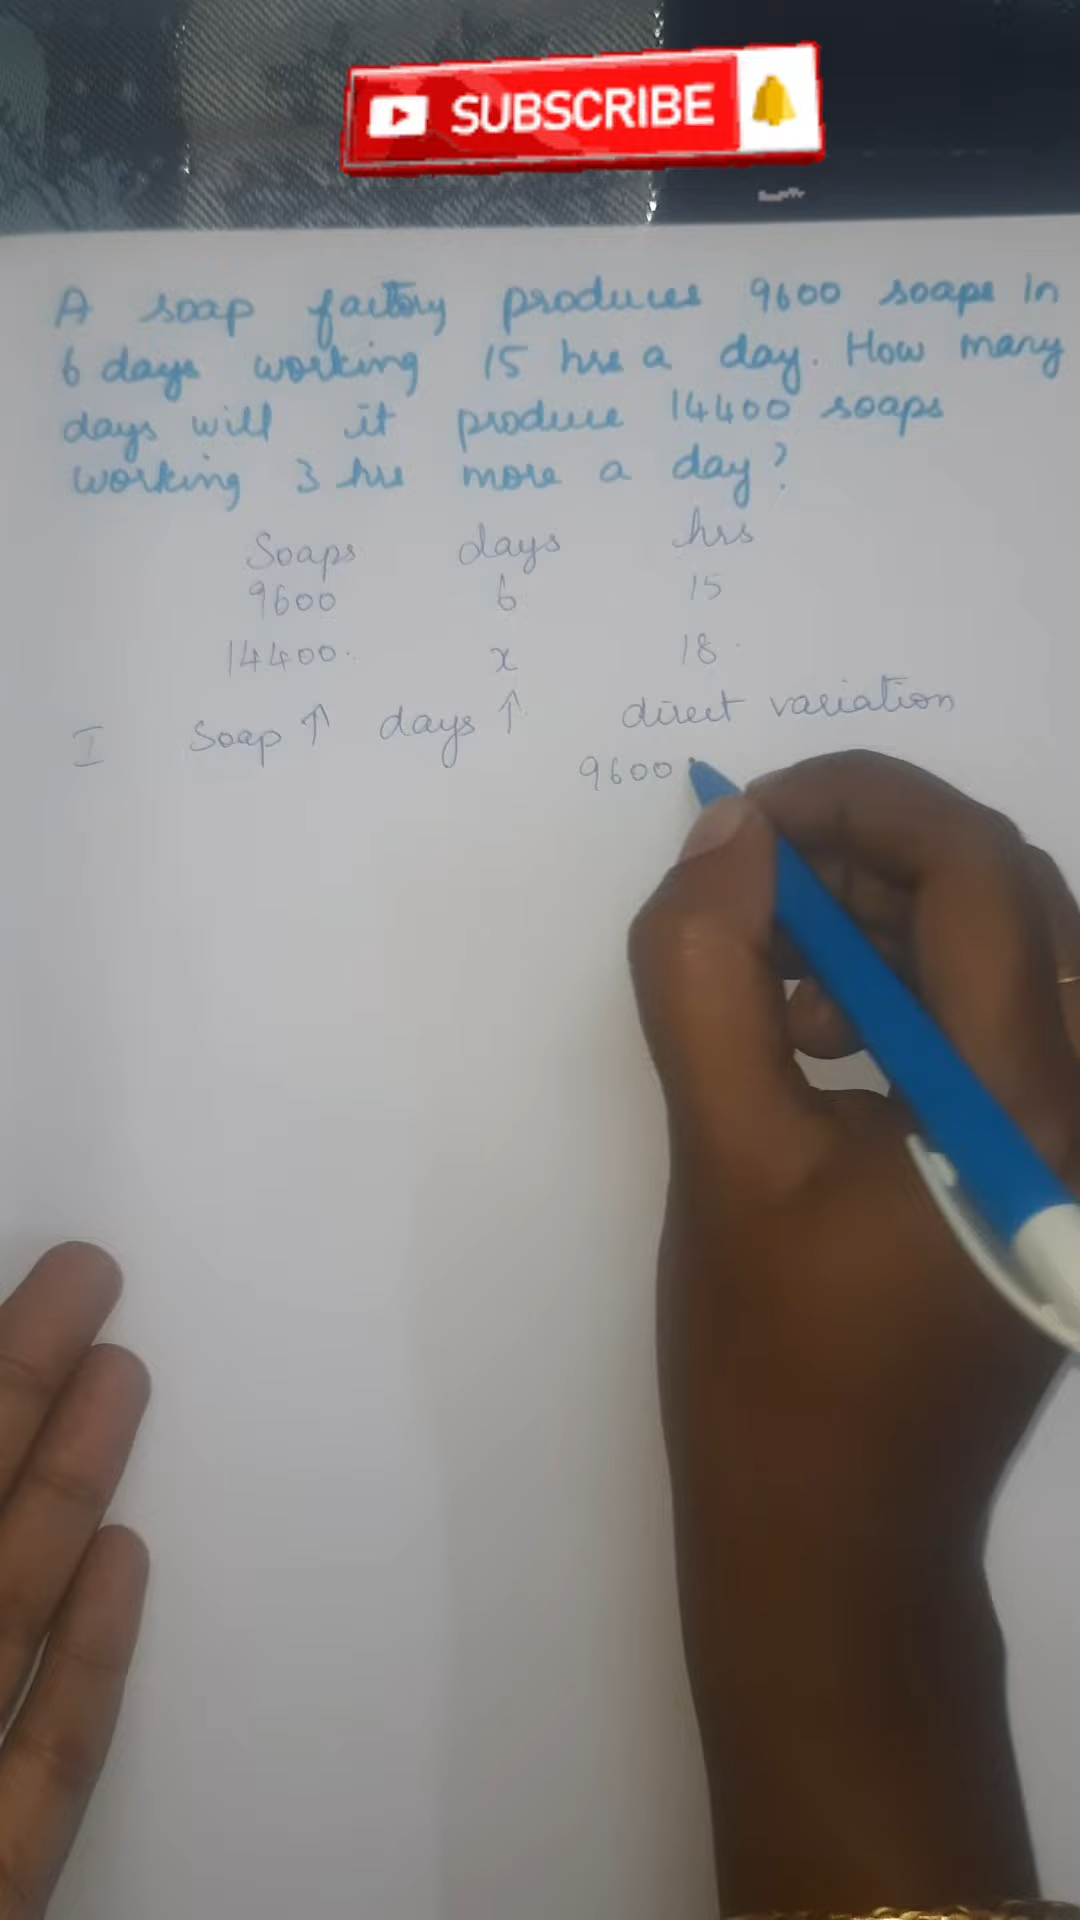 SUBSCRIBE
A soap factory produces 9600 soaps in
6 days working 15 hrs a day. How many
days will it produce 14400 soaps
working 3 hrs more a day?
Soaps days hrs
9600 6 15
14400. x 18.
I Soap ↑ days ↑ direct variation
9600